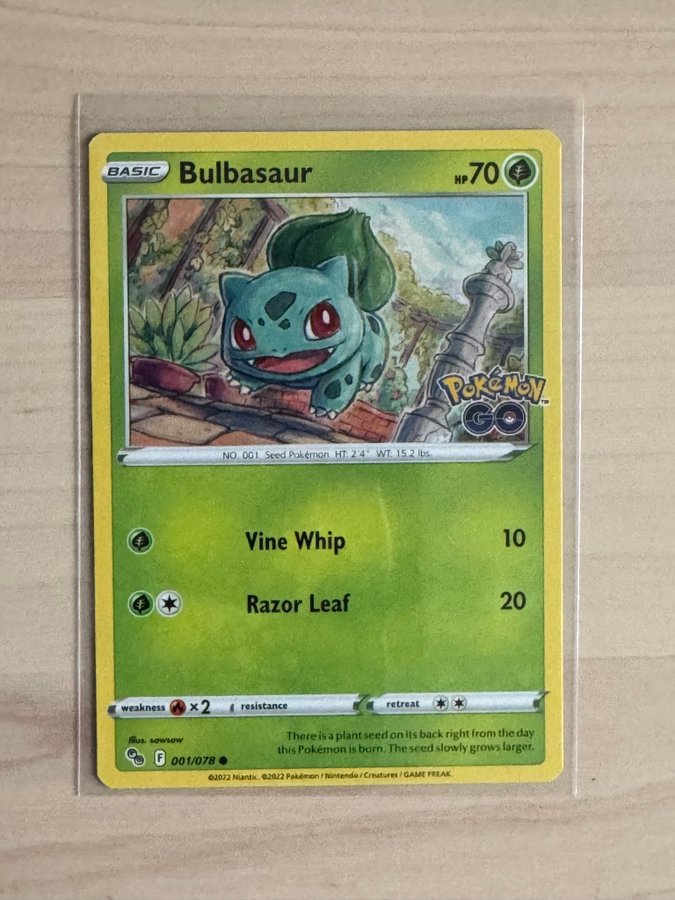 BASIC Bulbasaur HP70
POKéMON™
GO
NO. 001 Seed Pokémon HT: 2'4" WT: 15.2 lbs.
Vine Whip 10
Razor Leaf 20
weakness ×2 resistance retreat
illus. sowsow
There is a plant seed on its back right from the day
this Pokémon is born. The seed slowly grows larger.
F 001/078
©2022 Niantic. ©2022 Pokémon / Nintendo / Creatures / GAME FREAK.